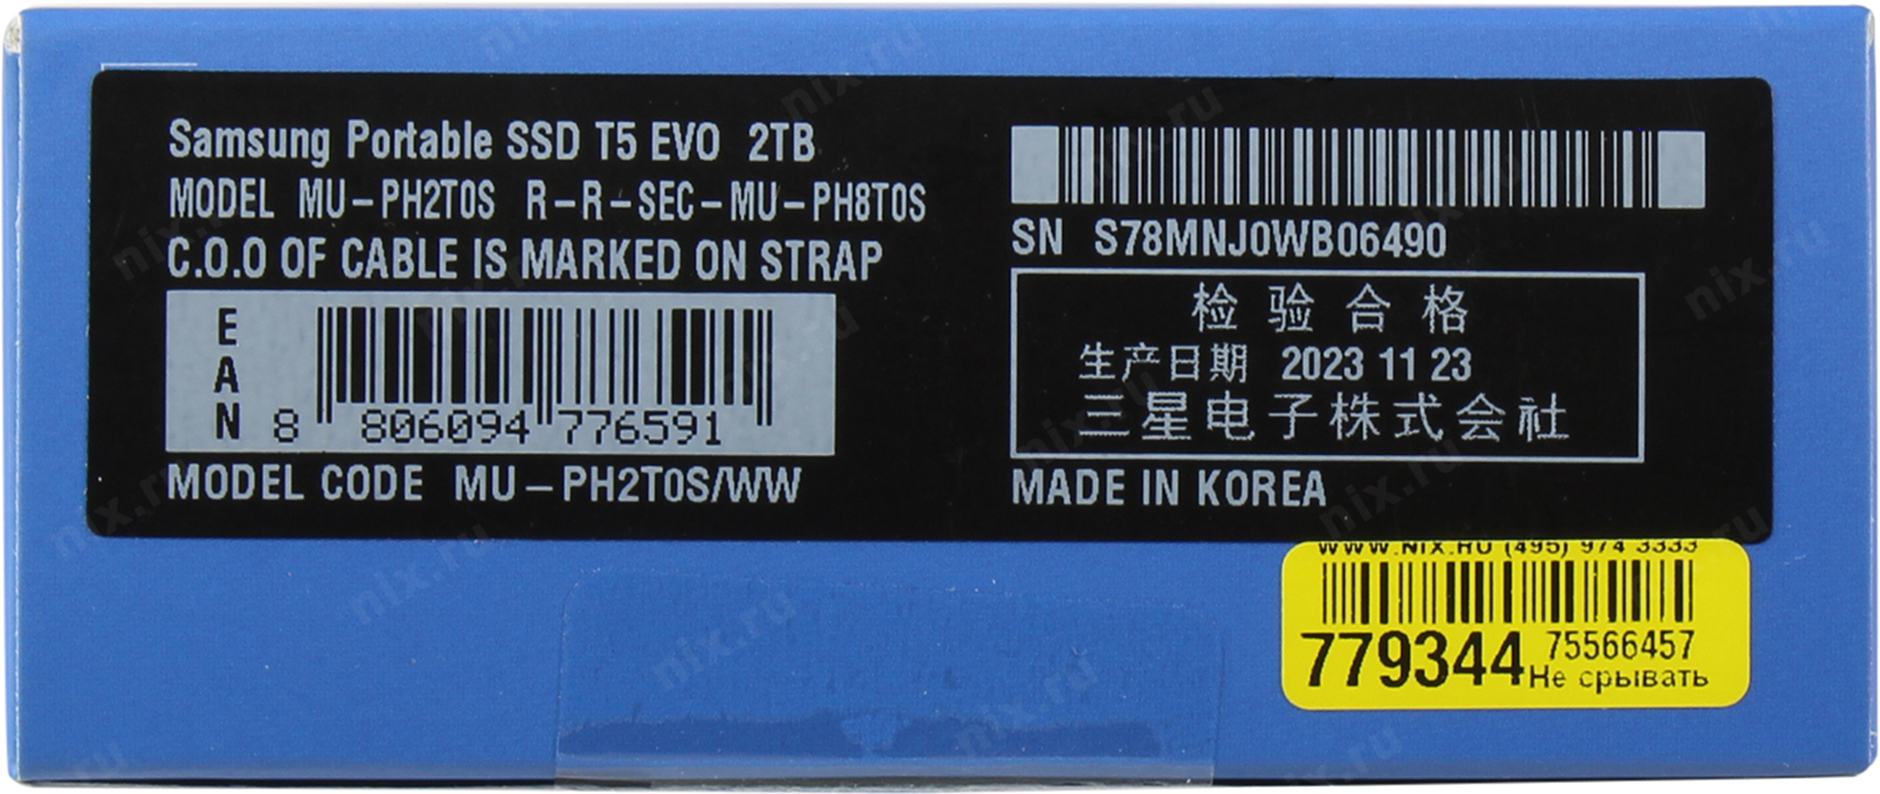 Samsung Portable SSD T5 EVO 2TB
MODEL MU-PH2T0S R-R-SEC-MU-PH8T0S
C.O.O OF CABLE IS MARKED ON STRAP
EAN
8 806094 776591
MODEL CODE MU-PH2T0S/WW
SN S78MNJ0WB06490
检验合格
生产日期 2023 11 23
三星电子株式会社
MADE IN KOREA
WWW.NIX.RU (495) 974 3333
779344 75566457
Не срывать
nix.ru